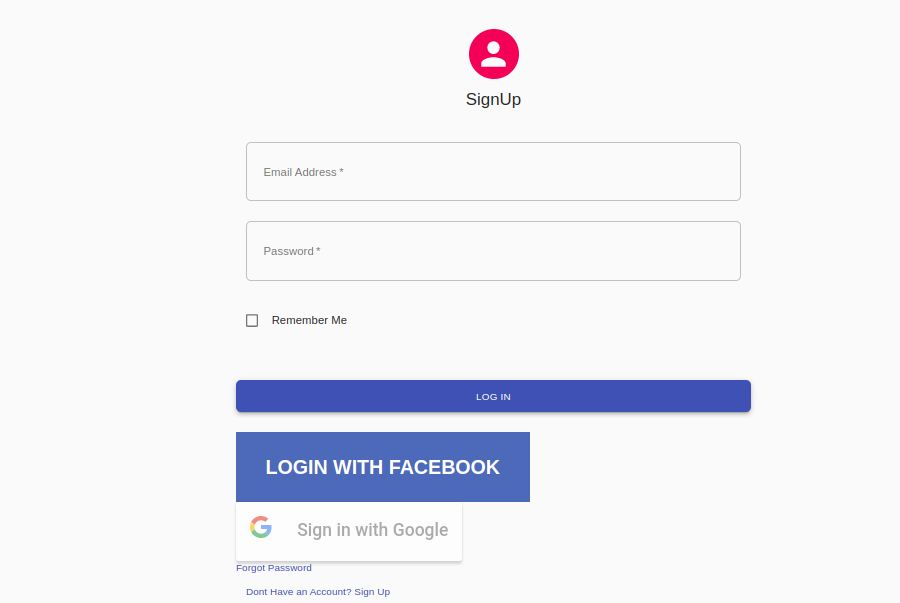 SignUp
Email Address *
Password *
Remember Me
LOG IN
LOGIN WITH FACEBOOK
Sign in with Google
Forgot Password
Dont Have an Account? Sign Up